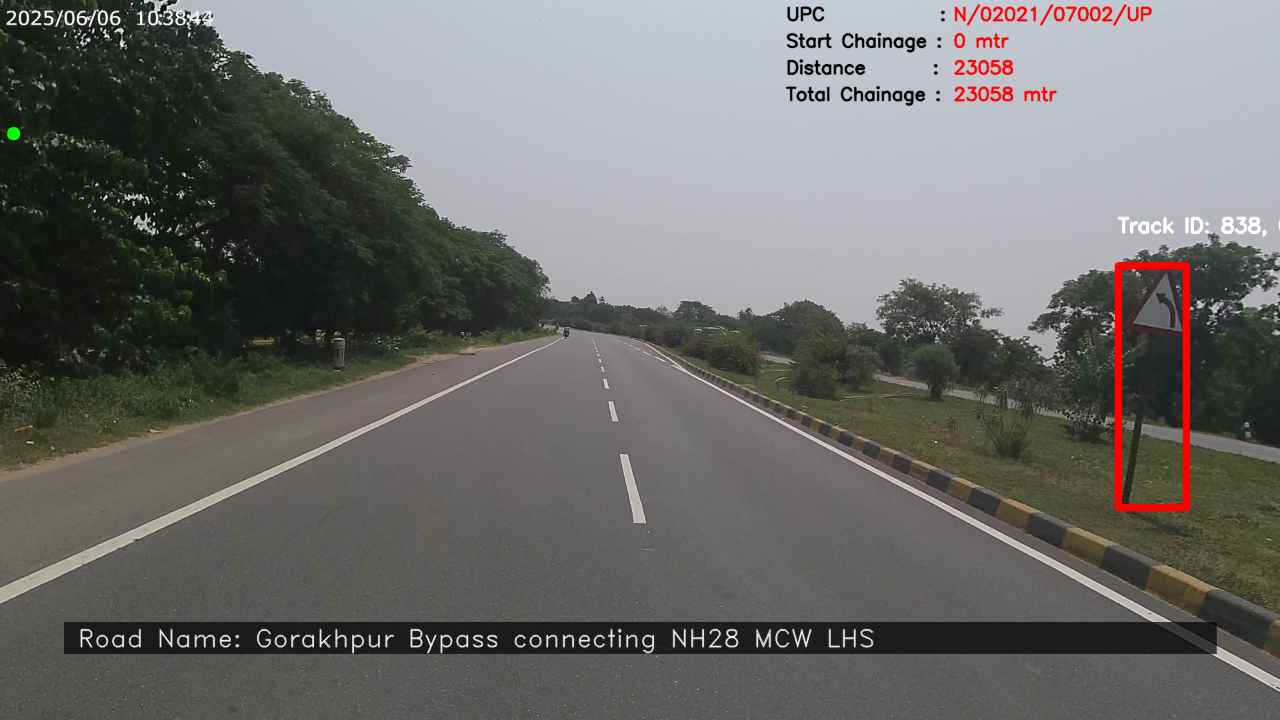 2025/06/06 10:38:44
UPC : N/02021/07002/UP
Start Chainage : 0 mtr
Distance : 23058
Total Chainage : 23058 mtr
Track ID: 838,
Road Name: Gorakhpur Bypass connecting NH28 MCW LHS